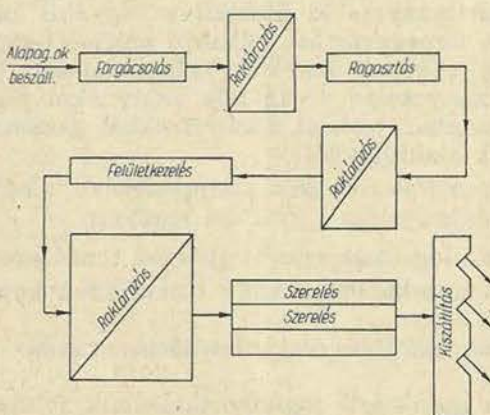 Alapag.ok
beszáll.
Forgácsolás
Raktározás
Ragasztás
Raktározás
Felületkezelés
Raktározás
Szerelés
Szerelés
Kiszállítás